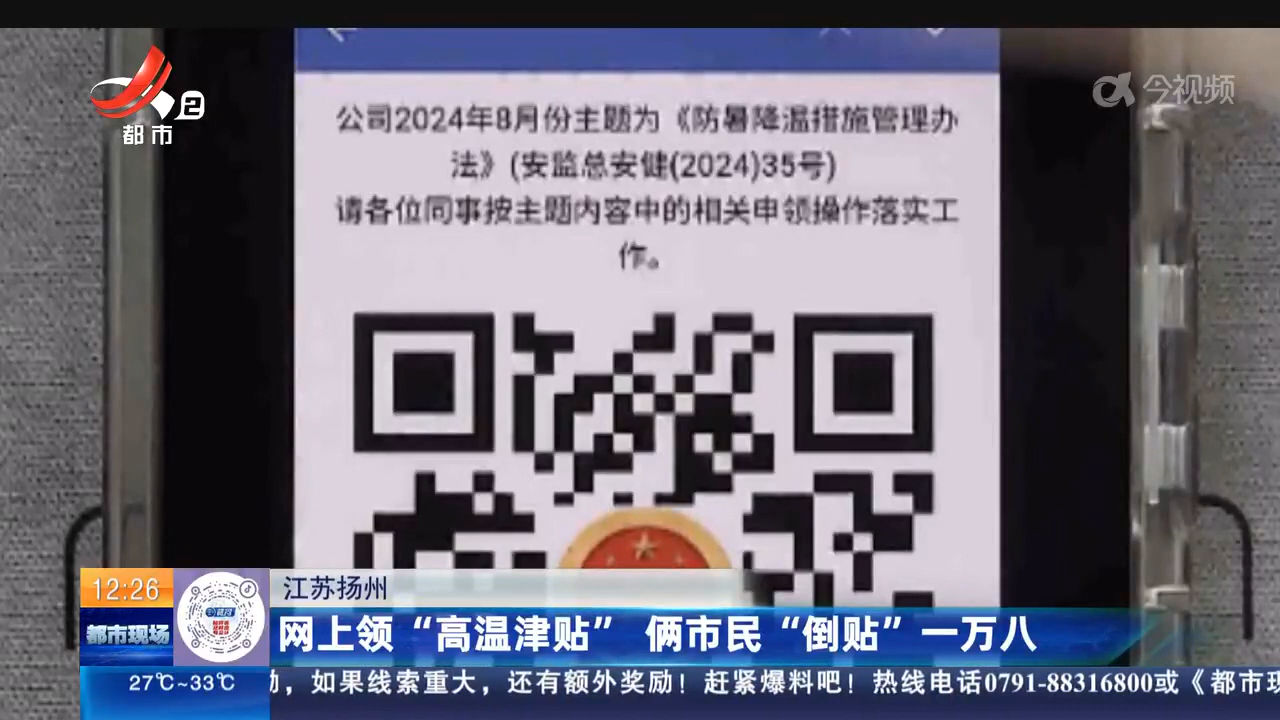 2
都市
今视频
公司2024年8月份主题为《防暑降温措施管理办
法》(安监总安健(2024)35号)
请各位同事按主题内容中的相关申领操作落实工
作。
12:26
江苏扬州
都市现场
网上领“高温津贴” 俩市民“倒贴”一万八
27℃~33℃
励，如果线索重大，还有额外奖励！赶紧爆料吧！热线电话0791-88316800或《都市现